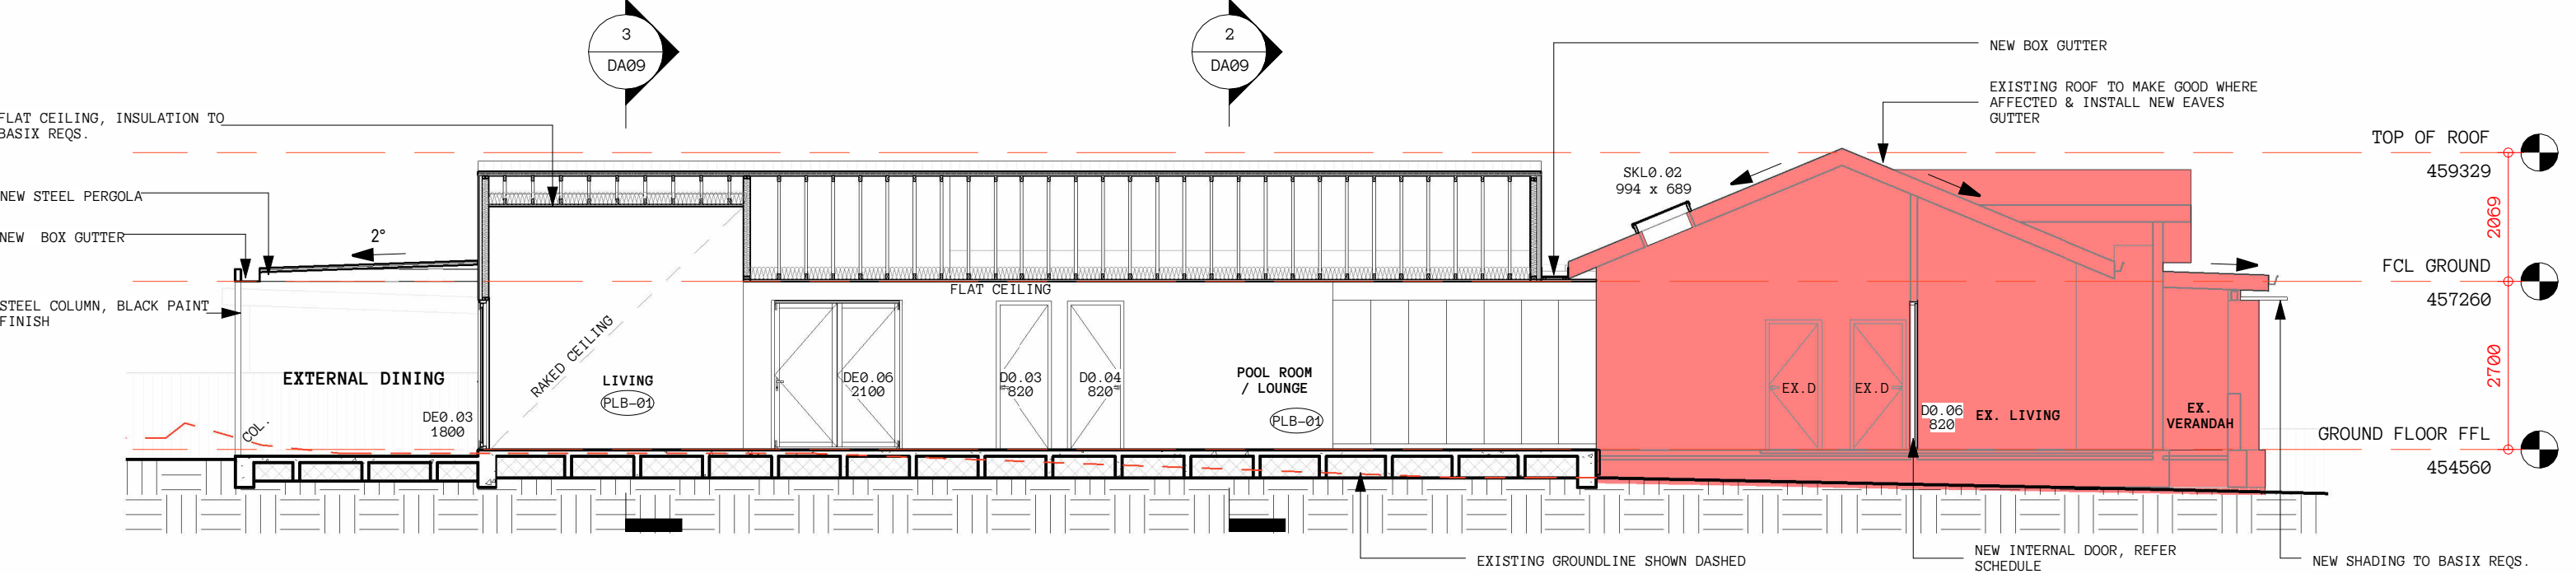 3
DA09
2
DA09
NEW BOX GUTTER
EXISTING ROOF TO MAKE GOOD WHERE
AFFECTED & INSTALL NEW EAVES
GUTTER
FLAT CEILING, INSULATION TO
BASIX REQS.
TOP OF ROOF
459329
SKL0.02
994 x 689
NEW STEEL PERGOLA
2069
NEW BOX GUTTER
2°
FCL GROUND
457260
FLAT CEILING
STEEL COLUMN, BLACK PAINT
FINISH
RAKED CEILING
2700
EXTERNAL DINING
LIVING
PLB-01
DE0.06
2100
D0.03
820
D0.04
820
POOL ROOM
/ LOUNGE
PLB-01
EX.D
EX.D
D0.06
820
EX. LIVING
EX.
VERANDAH
DE0.03
1800
COL.
GROUND FLOOR FFL
454560
EXISTING GROUNDLINE SHOWN DASHED
NEW INTERNAL DOOR, REFER
SCHEDULE
NEW SHADING TO BASIX REQS.